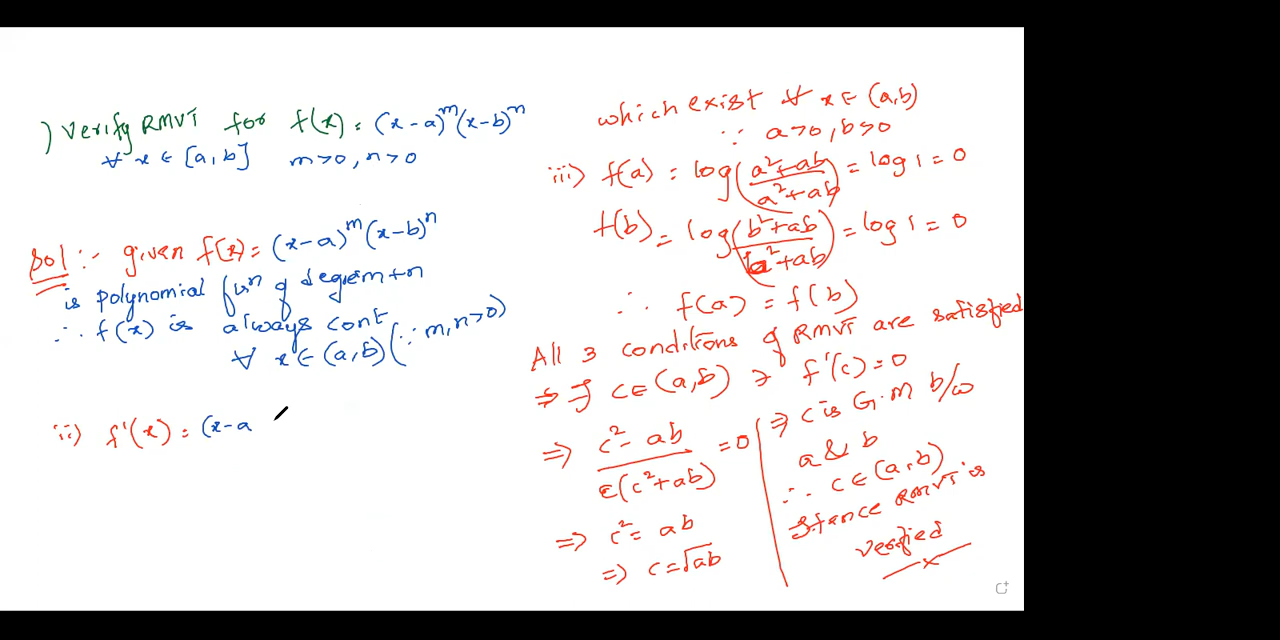 ) Verify RMVT for f(x) = (x-a)^m (x-b)^n
∀ x ∈ [a, b] m>0, n>0
Sol :- given f(x) = (x-a)^m (x-b)^n
is polynomial fun of degree m+n
∴ f(x) is always cont
∀ x ∈ (a, b) (∵ m, n>0)
ii) f'(x) = (x-a
which exist ∀ x ∈ (a,b)
∵ a>0, b>0
iii) f(a) = log(a²+ab / a²+ab) = log 1 = 0
f(b) = log(b²+ab / b²+ab) = log 1 = 0
∴ f(a) = f(b)
All 3 conditions of RMVT are satisfied
⇒ ∃ c ∈ (a, b) ∋ f'(c) = 0
⇒ c² - ab / c(c²+ab) = 0
⇒ c² = ab
⇒ c = √ab
⇒ c is G.M b/w
a & b
∴ c ∈ (a, b)
Hence RMVT is
verified